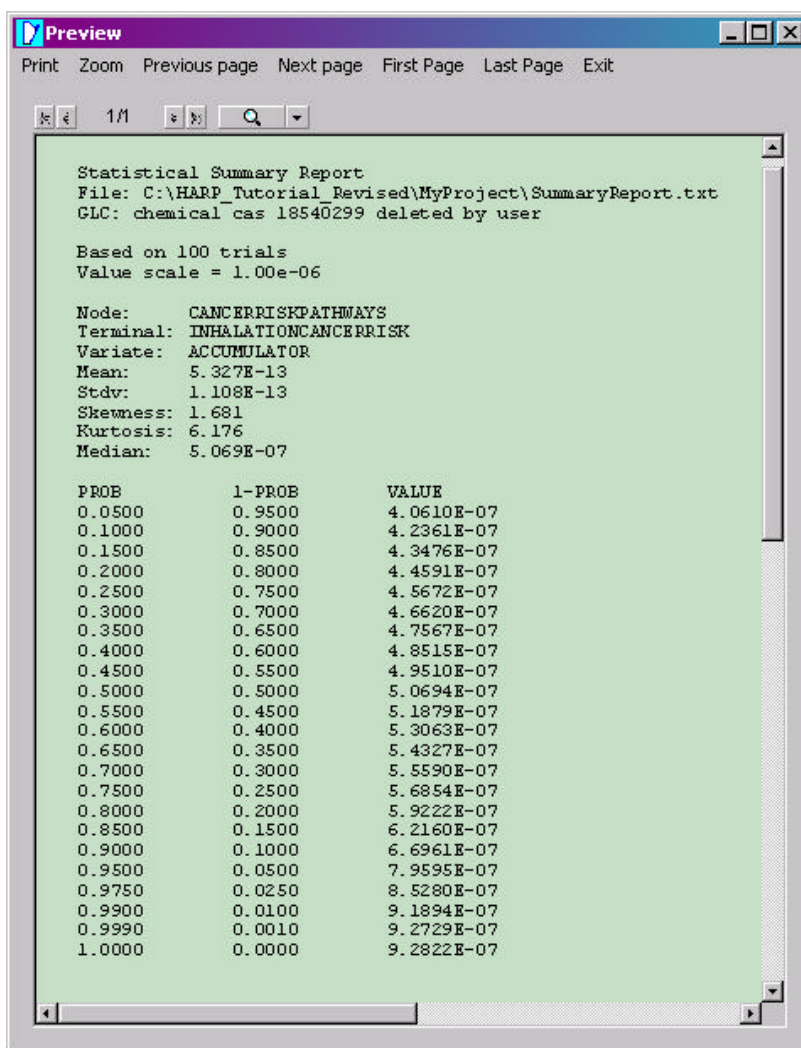 Preview
Print Zoom Previous page Next page First Page Last Page Exit
1/1
Statistical Summary Report
File: C:\HARP_Tutorial_Revised\MyProject\SummaryReport.txt
GLC: chemical cas 18540299 deleted by user
Based on 100 trials
Value scale = 1.00e-06
Node: CANCERRISKPATHWAYS
Terminal: INHALATIONCANCERRISK
Variate: ACCUMULATOR
Mean: 5.327E-13
Stdv: 1.108E-13
Skewness: 1.681
Kurtosis: 6.176
Median: 5.069E-07
PROB 1-PROB VALUE
0.0500 0.9500 4.0610E-07
0.1000 0.9000 4.2361E-07
0.1500 0.8500 4.3476E-07
0.2000 0.8000 4.4591E-07
0.2500 0.7500 4.5672E-07
0.3000 0.7000 4.6620E-07
0.3500 0.6500 4.7567E-07
0.4000 0.6000 4.8515E-07
0.4500 0.5500 4.9510E-07
0.5000 0.5000 5.0694E-07
0.5500 0.4500 5.1879E-07
0.6000 0.4000 5.3063E-07
0.6500 0.3500 5.4327E-07
0.7000 0.3000 5.5590E-07
0.7500 0.2500 5.6854E-07
0.8000 0.2000 5.9222E-07
0.8500 0.1500 6.2160E-07
0.9000 0.1000 6.6961E-07
0.9500 0.0500 7.9595E-07
0.9750 0.0250 8.5280E-07
0.9900 0.0100 9.1894E-07
0.9990 0.0010 9.2729E-07
1.0000 0.0000 9.2822E-07